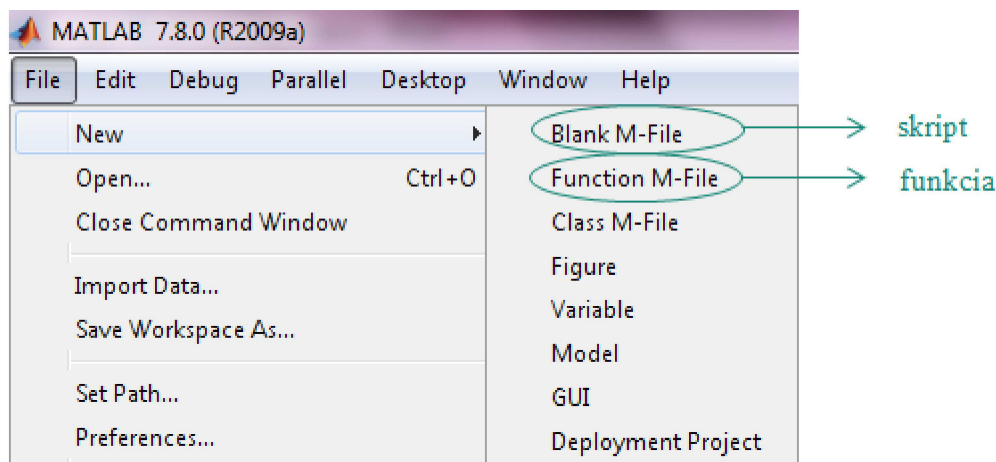 MATLAB 7.8.0 (R2009a)
File Edit Debug Parallel Desktop Window Help
New
Open... Ctrl+O
Close Command Window
Import Data...
Save Workspace As...
Set Path...
Preferences...
Blank M-File skript
Function M-File funkcia
Class M-File
Figure
Variable
Model
GUI
Deployment Project